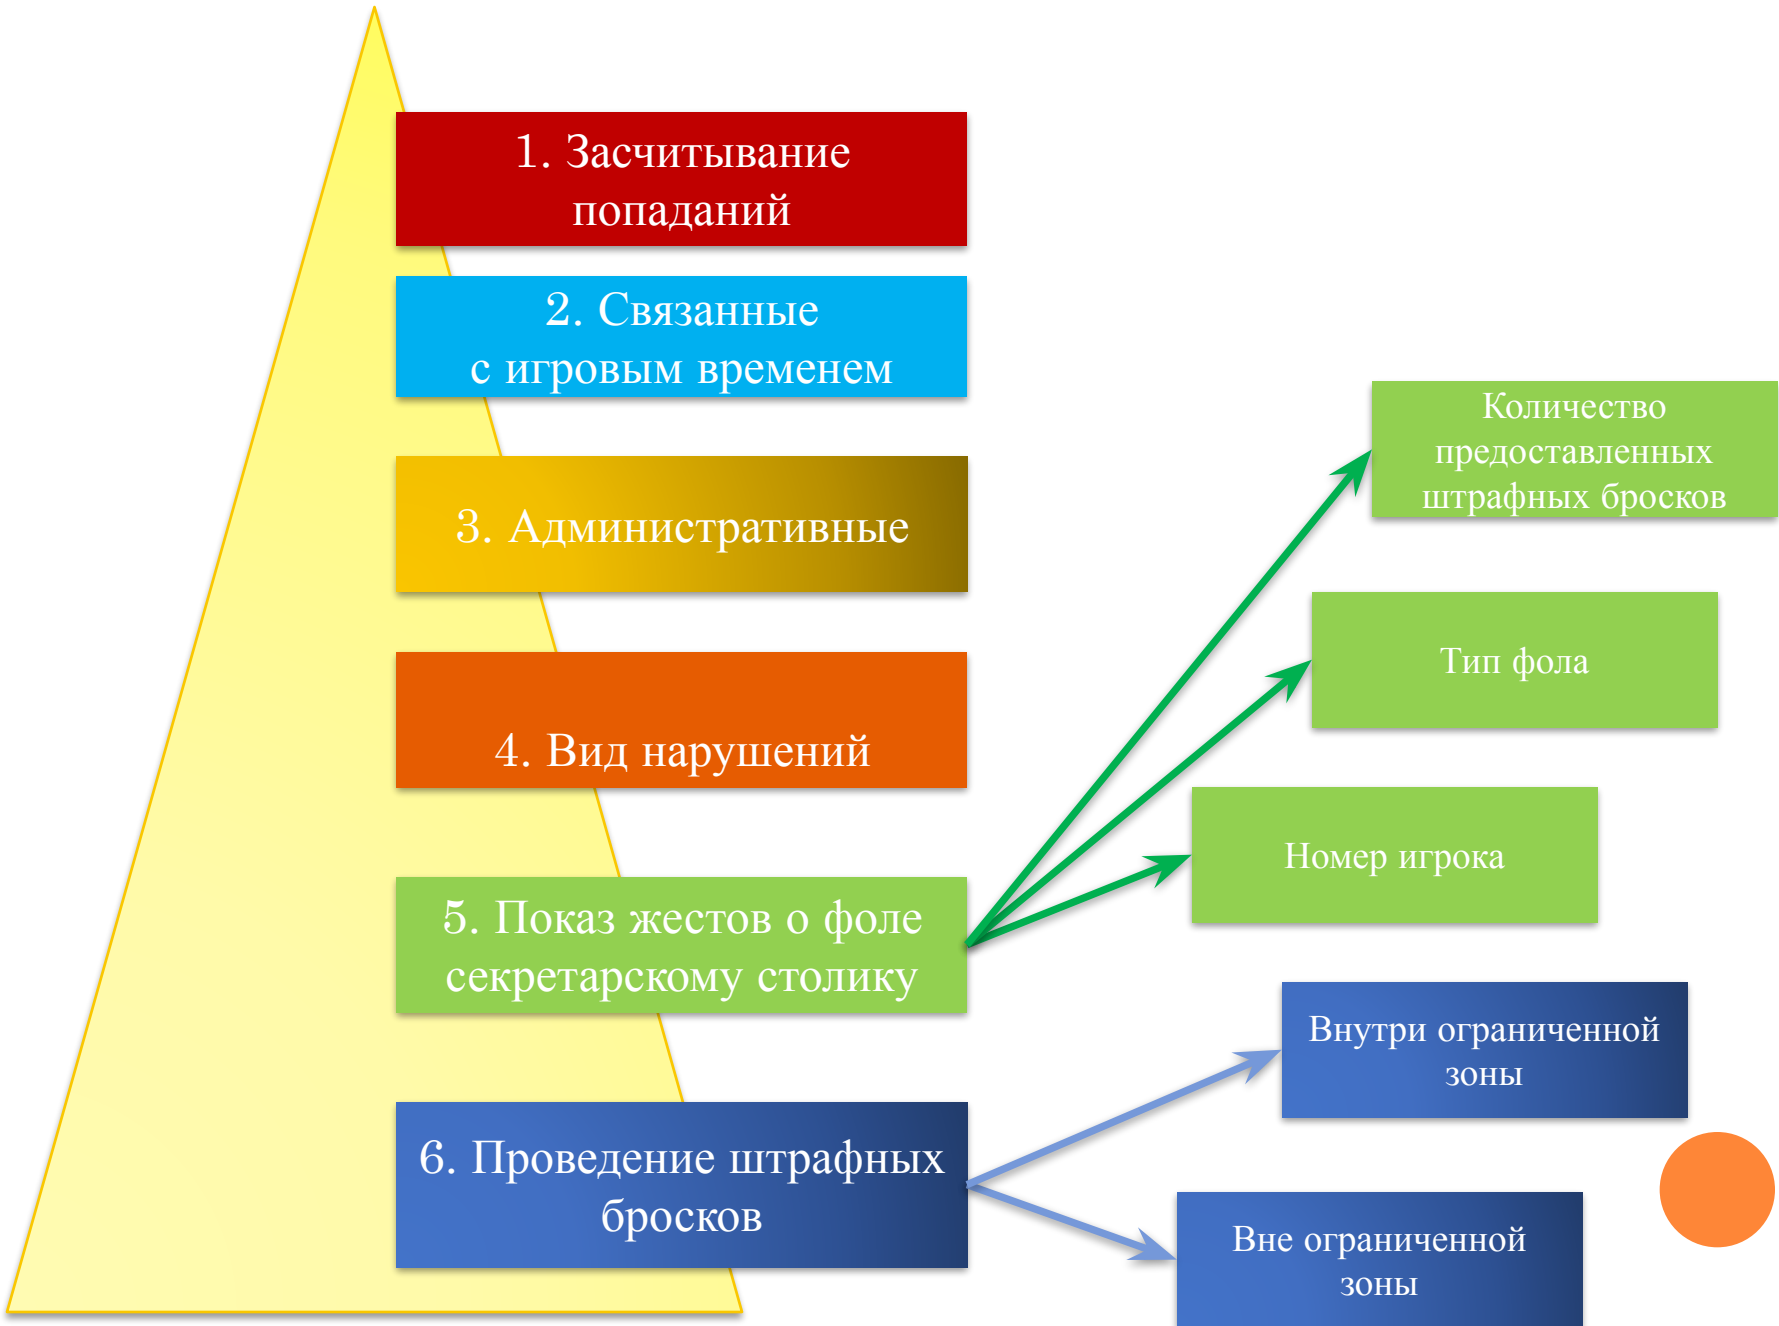 1. Засчитывание
попаданий
2. Связанные
с игровым временем
3. Административные
4. Вид нарушений
5. Показ жестов о фоле
секретарскому столику
6. Проведение штрафных
бросков
Количество
предоставленных
штрафных бросков
Тип фола
Номер игрока
Внутри ограниченной
зоны
Вне ограниченной
зоны